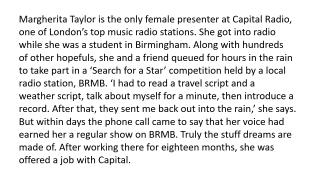 Margherita Taylor is the only female presenter at Capital Radio,
one of London's top music radio stations. She got into radio
while she was a student in Birmingham. Along with hundreds
of other hopefuls, she and a friend queued for hours in the rain
to take part in a ‘Search for a Star’ competition held by a local
radio station, BRMB. ‘I had to read a travel script and a
weather script, talk about myself for a minute, then introduce a
record. After that, they sent me back out into the rain,’ she says.
But within days the phone call came to say that her voice had
earned her a regular show on BRMB. Truly the stuff dreams are
made of. After working there for eighteen months, she was
offered a job with Capital.